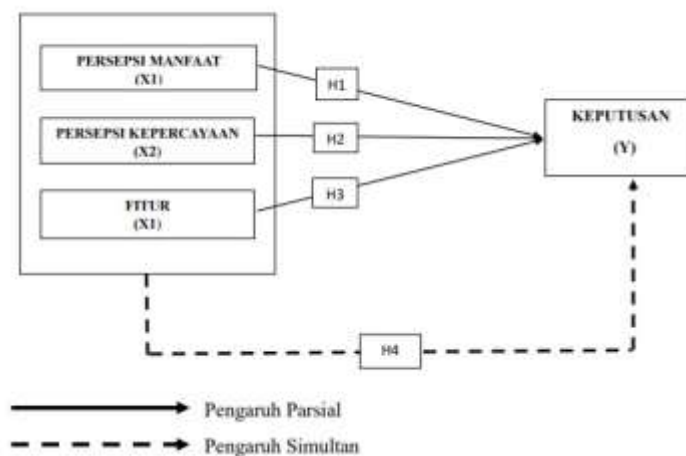 PERSEPSI MANFAAT
(X1)
H1
PERSEPSI KEPERCAYAAN
(X2)
H2
KEPUTUSAN
(Y)
FITUR
(X1)
H3
H4
Pengaruh Parsial
Pengaruh Simultan